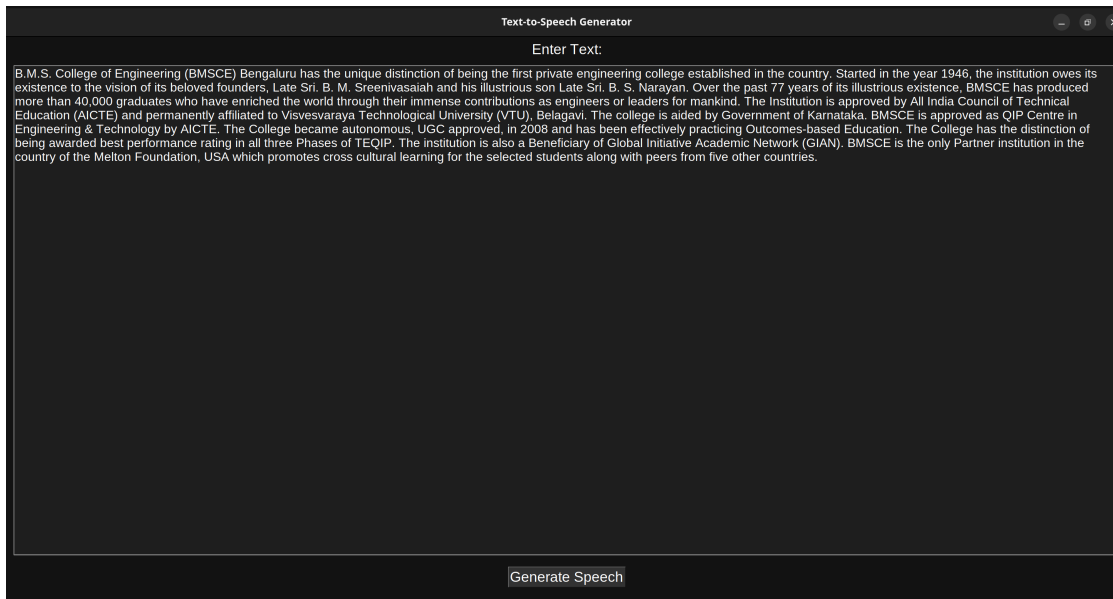 Text-to-Speech Generator
Enter Text:
B.M.S. College of Engineering (BMSCE) Bengaluru has the unique distinction of being the first private engineering college established in the country. Started in the year 1946, the institution owes its
existence to the vision of its beloved founders, Late Sri. B. M. Sreenivasaiah and his illustrious son Late Sri. B. S. Narayan. Over the past 77 years of its illustrious existence, BMSCE has produced
more than 40,000 graduates who have enriched the world through their immense contributions as engineers or leaders for mankind. The Institution is approved by All India Council of Technical
Education (AICTE) and permanently affiliated to Visvesvaraya Technological University (VTU), Belagavi. The college is aided by Government of Karnataka. BMSCE is approved as QIP Centre in
Engineering & Technology by AICTE. The College became autonomous, UGC approved, in 2008 and has been effectively practicing Outcomes-based Education. The College has the distinction of
being awarded best performance rating in all three Phases of TEQIP. The institution is also a Beneficiary of Global Initiative Academic Network (GIAN). BMSCE is the only Partner institution in the
country of the Melton Foundation, USA which promotes cross cultural learning for the selected students along with peers from five other countries.
Generate Speech